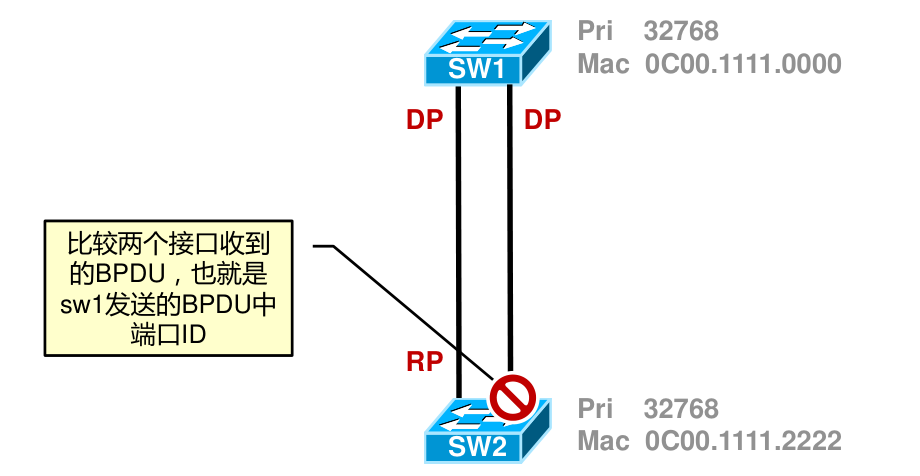 SW1
Pri 32768
Mac 0C00.1111.0000
DP
DP
比较两个接口收到
的BPDU，也就是
sw1发送的BPDU中
端口ID
RP
SW2
Pri 32768
Mac 0C00.1111.2222